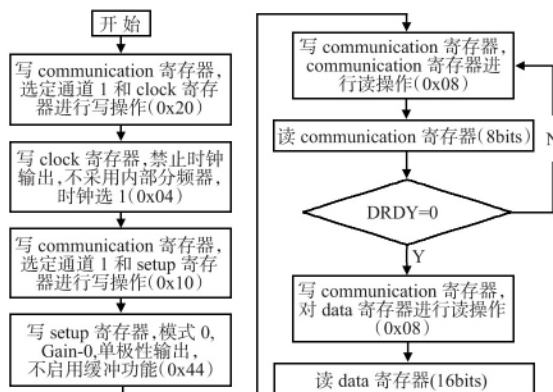 开 始
写 communication 寄存器,
选定通道 1 和 clock 寄存
器进行写操作(0x20)
写 clock 寄存器,禁止时钟
输出,不采用内部分频器,
时钟选 1(0x04)
写 communication 寄存器,
选定通道 1 和 setup 寄存
器进行写操作(0x10)
写 setup 寄存器,模式 0,
Gain-0,单极性输出,
不启用缓冲功能(0x44)
写 communication 寄存器,
communication 寄存器进
行读操作(0x08)
读 communication 寄存器(8bits)
N
DRDY=0
Y
写 communication 寄存器,
对 data 寄存器进行读操作
(0x08)
读 data 寄存器(16bits)